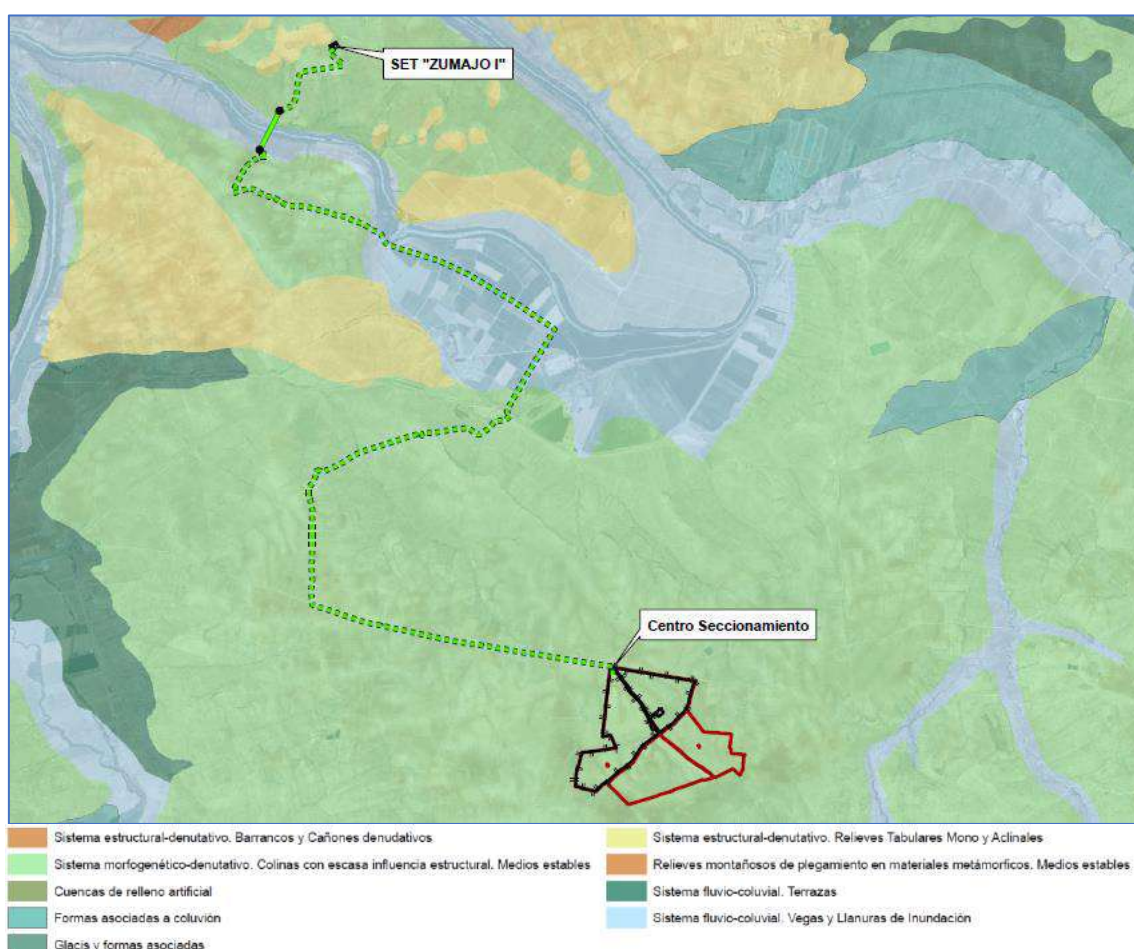 SET "ZUMAJO I"
Centro Seccionamiento
Sistema estructural-denutativo. Barrancos y Cañones denudativos
Sistema morfogenético-denutativo. Colinas con escasa influencia estructural. Medios estables
Cuencas de relleno artificial
Formas asociadas a coluvión
Glacis y formas asociadas
Sistema estructural-denutativo. Relieves Tabulares Mono y Aclinales
Relieves montañosos de plegamiento en materiales metámorficos. Medios estables
Sistema fluvio-coluvial. Terrazas
Sistema fluvio-coluvial. Vegas y Llanuras de Inundación